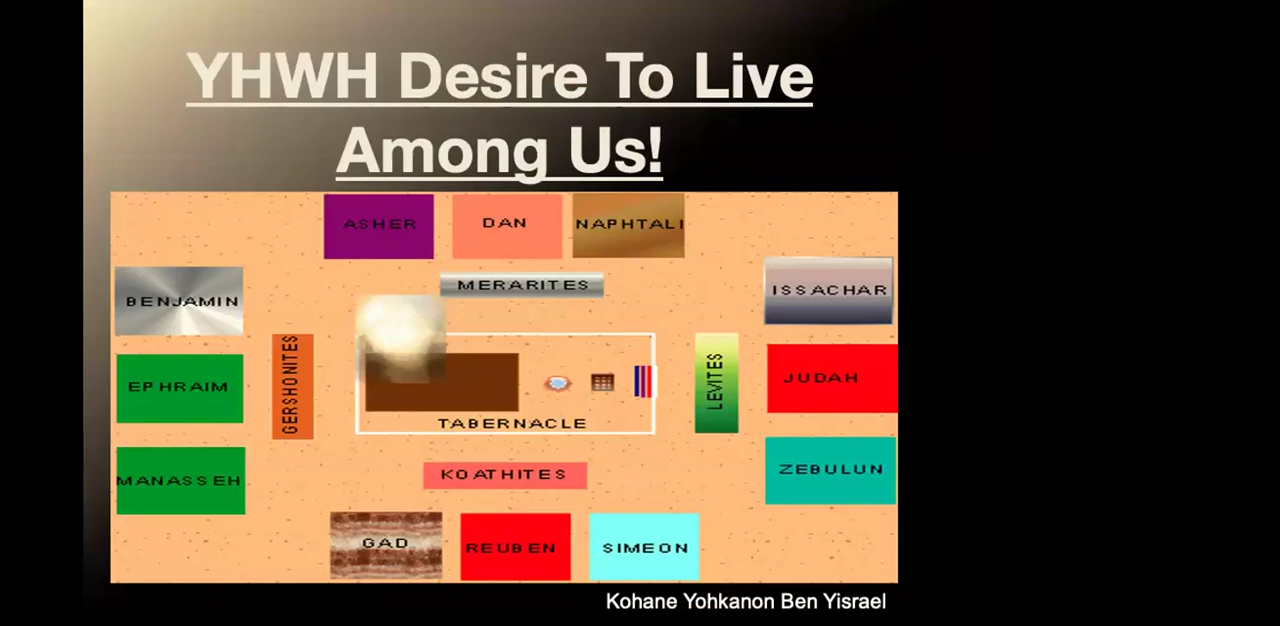 YHWH Desire To Live
Among Us!
ASHER
DAN
NAPHTALI
MERARITES
BENJAMIN
ISSACHAR
GERSHONITES
LEVITES
EPHRAIM
JUDAH
TABERNACLE
MANASSEH
KOATHITES
ZEBULUN
GAD
REUBEN
SIMEON
Kohane Yohkanon Ben Yisrael